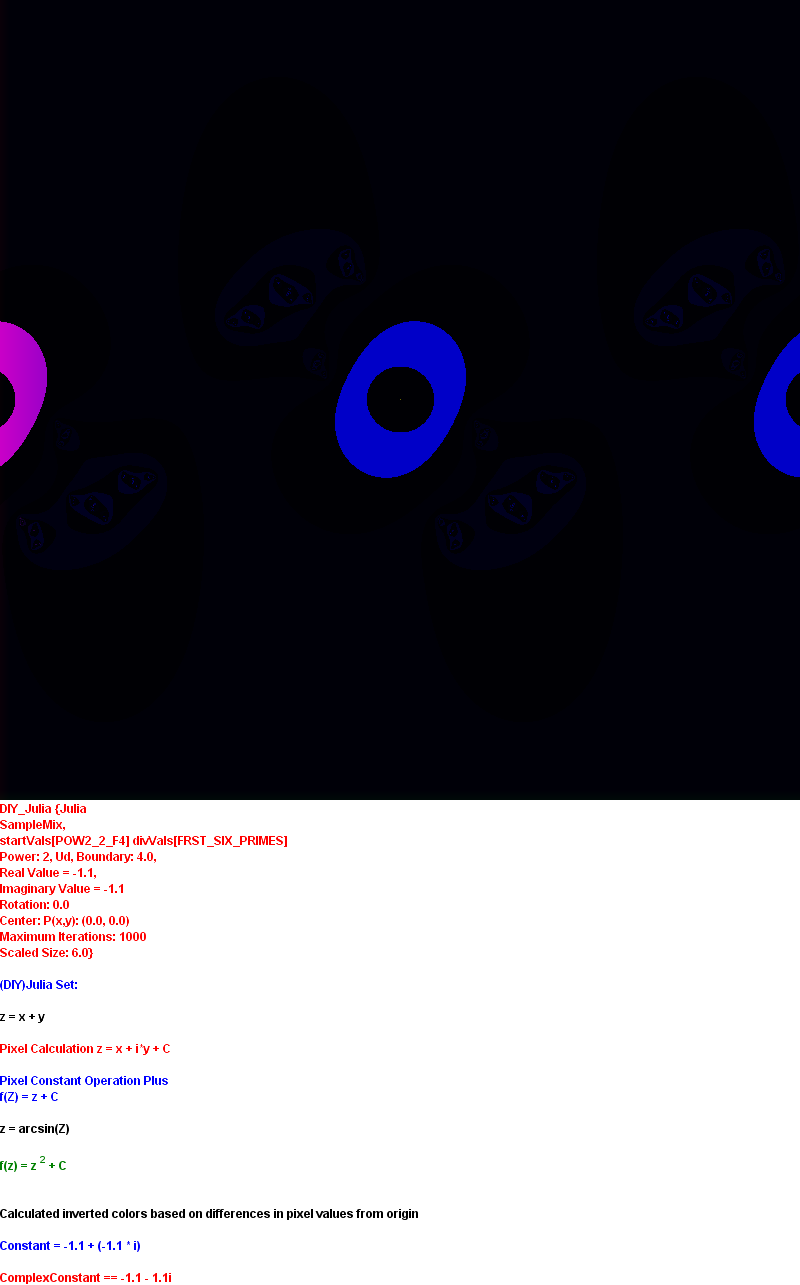 DIY_Julia {Julia
SampleMix,
startVals[POW2_2_F4] divVals[FRST_SIX_PRIMES]
Power: 2, Ud, Boundary: 4.0,
Real Value = -1.1,
Imaginary Value = -1.1
Rotation: 0.0
Center: P(x,y): (0.0, 0.0)
Maximum Iterations: 1000
Scaled Size: 6.0}
(DIY)Julia Set:
z = x + y
Pixel Calculation z = x + i*y + C
Pixel Constant Operation Plus
f(Z) = z + C
z = arcsin(Z)
f(z) = z ² + C
Calculated inverted colors based on differences in pixel values from origin
Constant = -1.1 + (-1.1 * i)
ComplexConstant == -1.1 - 1.1i